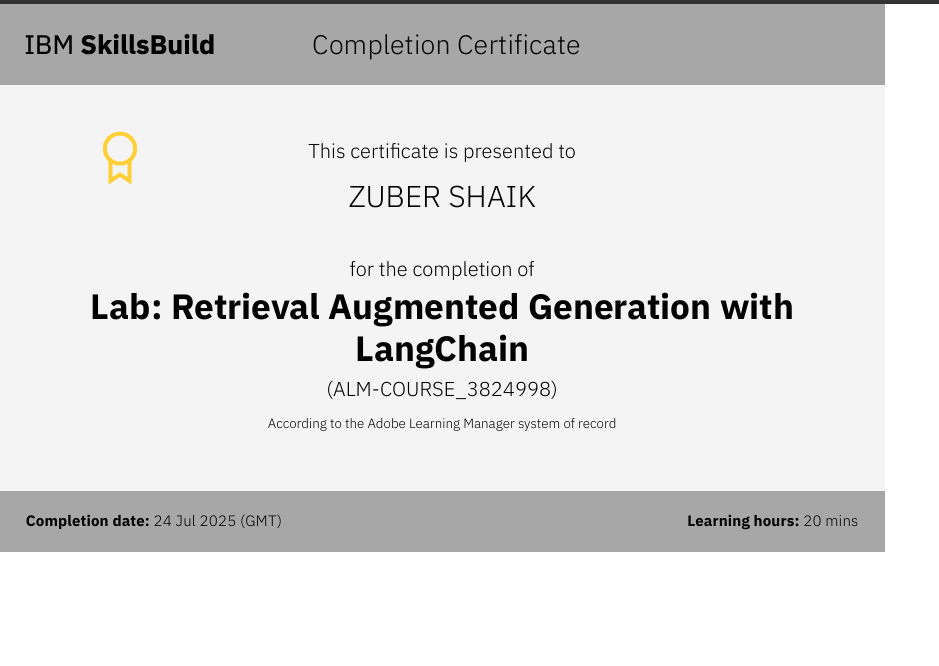 IBM SkillsBuild
Completion Certificate
This certificate is presented to
ZUBER SHAIK
for the completion of
Lab: Retrieval Augmented Generation with
LangChain
(ALM-COURSE_3824998)
According to the Adobe Learning Manager system of record
Completion date: 24 Jul 2025 (GMT)
Learning hours: 20 mins